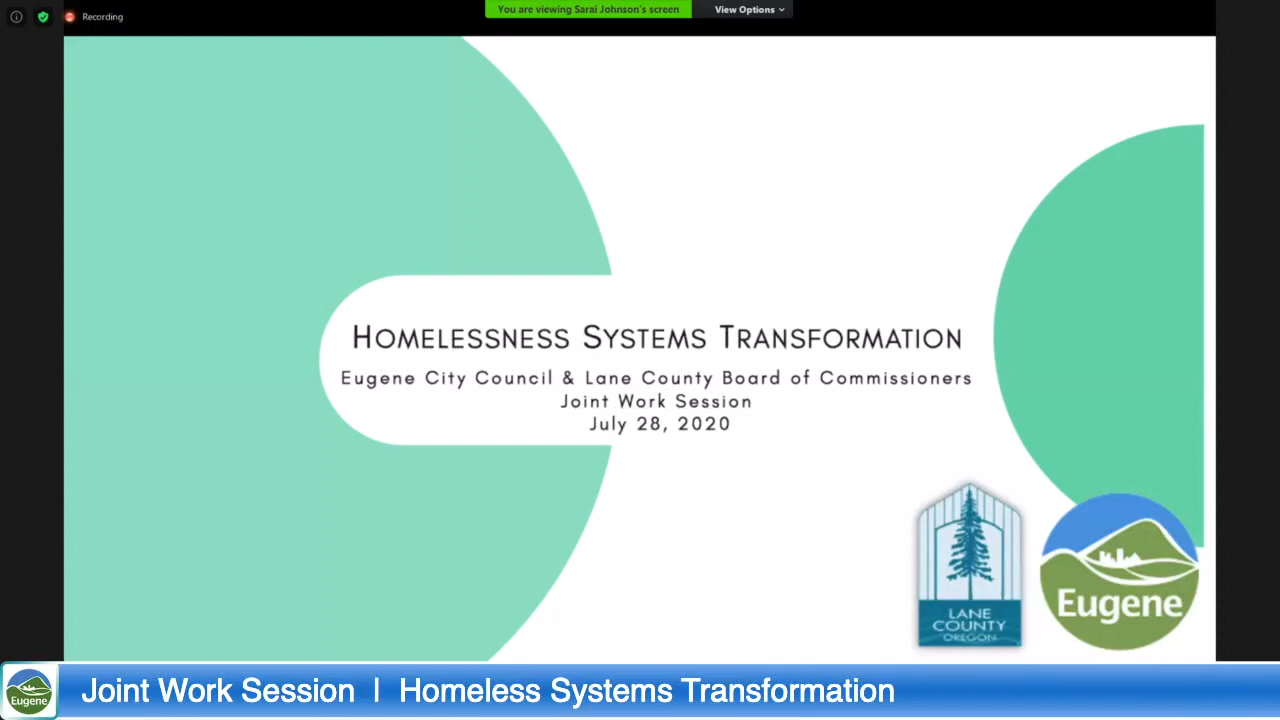 Recording
You are viewing Sarai Johnson's screen
View Options
HOMELESSNESS SYSTEMS TRANSFORMATION
Eugene City Council & Lane County Board of Commissioners
Joint Work Session
July 28, 2020
LANE
COUNTY
OREGON
Eugene
Eugene
Joint Work Session | Homeless Systems Transformation